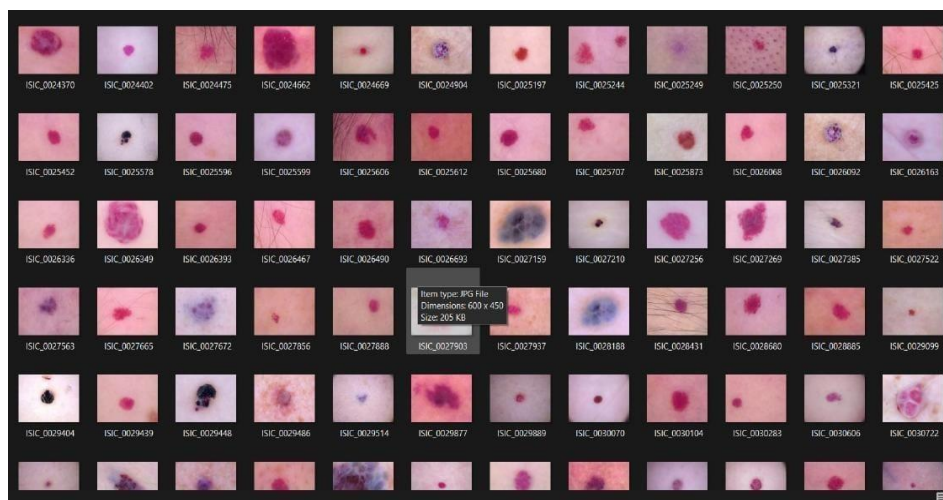 ISIC_0024370 ISIC_0024402 ISIC_0024475 ISIC_0024662 ISIC_0024669 ISIC_0024904 ISIC_0025197 ISIC_0025244 ISIC_0025249 ISIC_0025250 ISIC_0025321 ISIC_0025425
ISIC_0025452 ISIC_0025578 ISIC_0025596 ISIC_0025599 ISIC_0025606 ISIC_0025612 ISIC_0025680 ISIC_0025707 ISIC_0025873 ISIC_0026068 ISIC_0026092 ISIC_0026163
ISIC_0026336 ISIC_0026349 ISIC_0026393 ISIC_0026467 ISIC_0026490 ISIC_0026693 ISIC_0027159 ISIC_0027210 ISIC_0027256 ISIC_0027269 ISIC_0027385 ISIC_0027522
Item type: JPG File
Dimensions: 600 x 450
Size: 205 KB
ISIC_0027563 ISIC_0027665 ISIC_0027672 ISIC_0027856 ISIC_0027888 ISIC_0027903 ISIC_0027937 ISIC_0028188 ISIC_0028431 ISIC_0028680 ISIC_0028885 ISIC_0029099
ISIC_0029404 ISIC_0029439 ISIC_0029448 ISIC_0029486 ISIC_0029514 ISIC_0029877 ISIC_0029889 ISIC_0030070 ISIC_0030104 ISIC_0030283 ISIC_0030606 ISIC_0030722